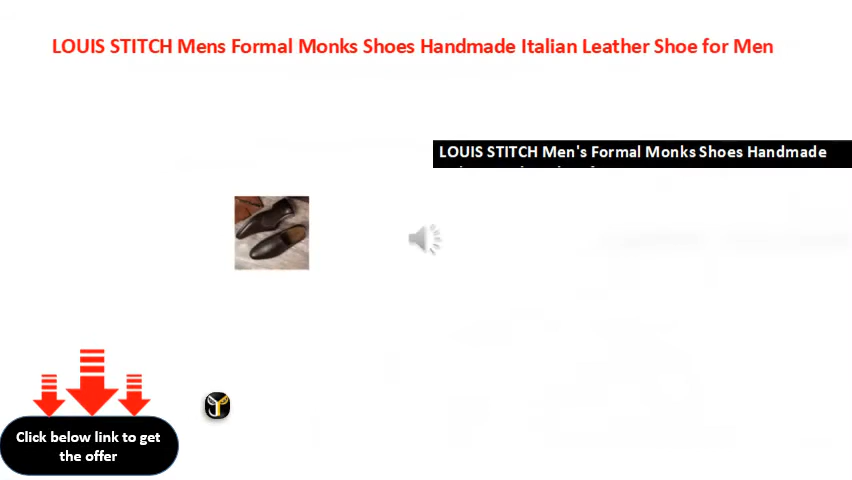 LOUIS STITCH Mens Formal Monks Shoes Handmade Italian Leather Shoe for Men
LOUIS STITCH Men's Formal Monks Shoes Handmade
Click below link to get
the offer